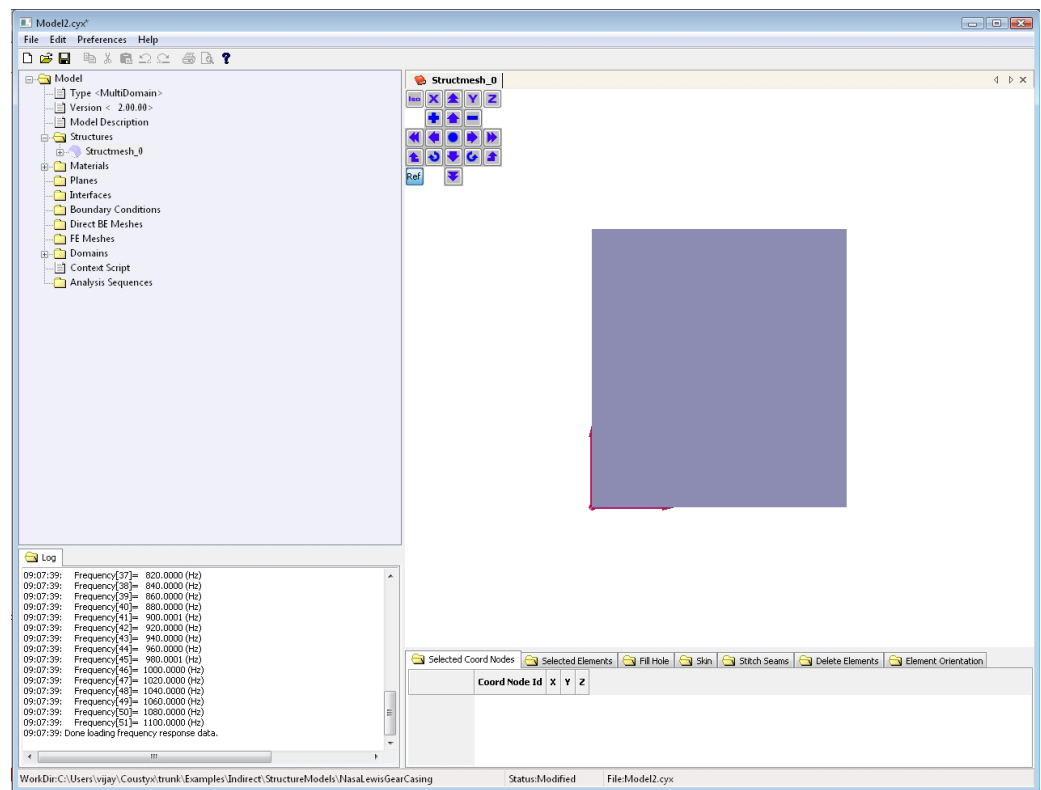 Model2.cyx*
File Edit Preferences Help
Model
Type <MultiDomain>
Version < 2.00.00>
Model Description
Structures
Structmesh_0
Materials
Planes
Interfaces
Boundary Conditions
Direct BE Meshes
FE Meshes
Domains
Context Script
Analysis Sequences
Structmesh_0
Iso X Y Z
Ref
Log
09:07:39: Frequency[37]= 820.0000 (Hz)
09:07:39: Frequency[38]= 840.0000 (Hz)
09:07:39: Frequency[39]= 860.0000 (Hz)
09:07:39: Frequency[40]= 880.0000 (Hz)
09:07:39: Frequency[41]= 900.0001 (Hz)
09:07:39: Frequency[42]= 920.0000 (Hz)
09:07:39: Frequency[43]= 940.0000 (Hz)
09:07:39: Frequency[44]= 960.0000 (Hz)
09:07:39: Frequency[45]= 980.0001 (Hz)
09:07:39: Frequency[46]= 1000.0000 (Hz)
09:07:39: Frequency[47]= 1020.0000 (Hz)
09:07:39: Frequency[48]= 1040.0000 (Hz)
09:07:39: Frequency[49]= 1060.0000 (Hz)
09:07:39: Frequency[50]= 1080.0000 (Hz)
09:07:39: Frequency[51]= 1100.0000 (Hz)
09:07:39: Done loading frequency response data.
Selected Coord Nodes Selected Elements Fill Hole Skin Stitch Seams Delete Elements Element Orientation
Coord Node Id X Y Z
WorkDir:C:\Users\vijay\Coustyx\trunk\Examples\Indirect\StructureModels\NasaLewisGearCasing Status:Modified File:Model2.cyx